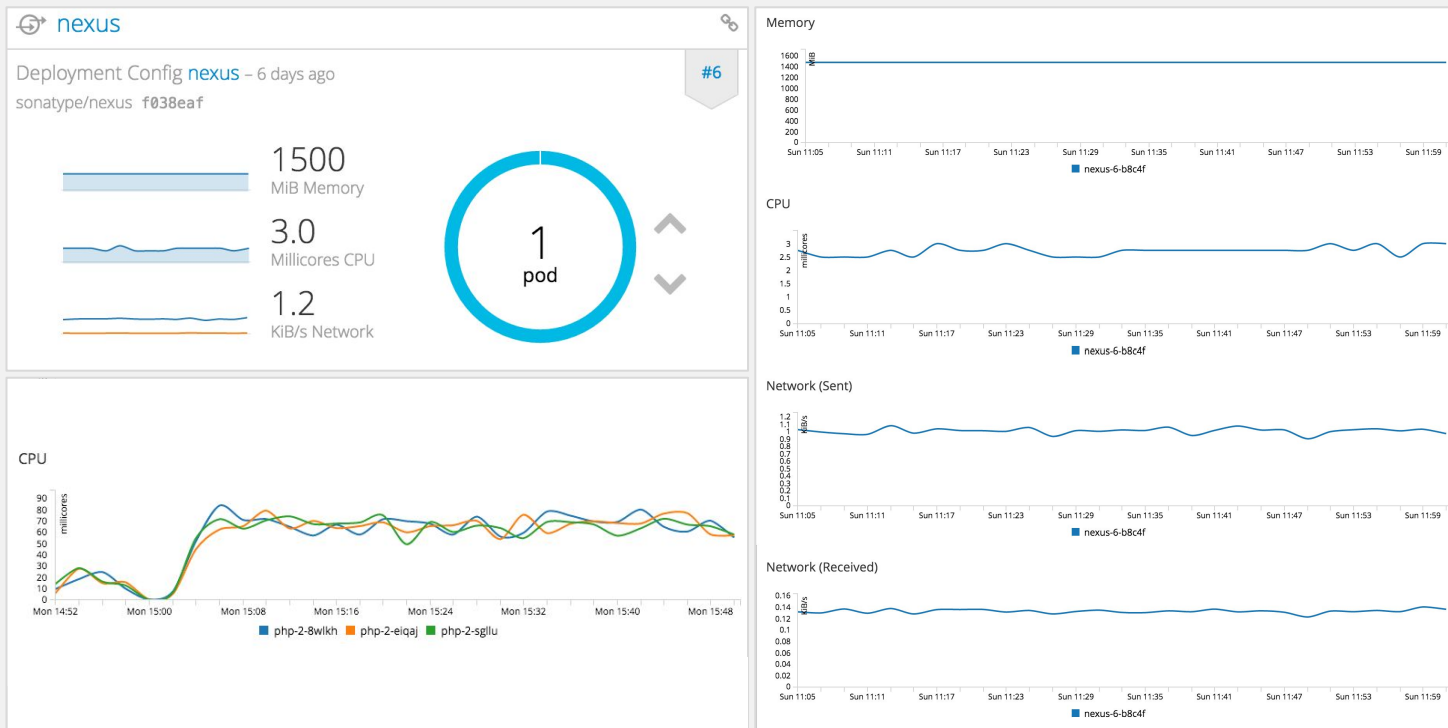 nexus
Deployment Config nexus – 6 days ago
#6
sonatype/nexus f038eaf
1500
MiB Memory
3.0
Millicores CPU
1.2
KiB/s Network
1
pod
CPU
millicores
90
80
70
60
50
40
30
20
10
0
Mon 14:52 Mon 15:00 Mon 15:08 Mon 15:16 Mon 15:24 Mon 15:32 Mon 15:40 Mon 15:48
php-2-8wlkh php-2-eiqaj php-2-sgllu
Memory
MiB
1600
1400
1200
1000
800
600
400
200
0
Sun 11:05 Sun 11:11 Sun 11:17 Sun 11:23 Sun 11:29 Sun 11:35 Sun 11:41 Sun 11:47 Sun 11:53 Sun 11:59
nexus-6-b8c4f
CPU
millicores
3
2.5
2
1.5
1
0.5
0
Sun 11:05 Sun 11:11 Sun 11:17 Sun 11:23 Sun 11:29 Sun 11:35 Sun 11:41 Sun 11:47 Sun 11:53 Sun 11:59
nexus-6-b8c4f
Network (Sent)
KiB/s
1.2
1.1
1
0.9
0.8
0.7
0.6
0.5
0.4
0.3
0.2
0.1
0
Sun 11:05 Sun 11:11 Sun 11:17 Sun 11:23 Sun 11:29 Sun 11:35 Sun 11:41 Sun 11:47 Sun 11:53 Sun 11:59
nexus-6-b8c4f
Network (Received)
KiB/s
0.16
0.14
0.12
0.1
0.08
0.06
0.04
0.02
0
Sun 11:05 Sun 11:11 Sun 11:17 Sun 11:23 Sun 11:29 Sun 11:35 Sun 11:41 Sun 11:47 Sun 11:53 Sun 11:59
nexus-6-b8c4f